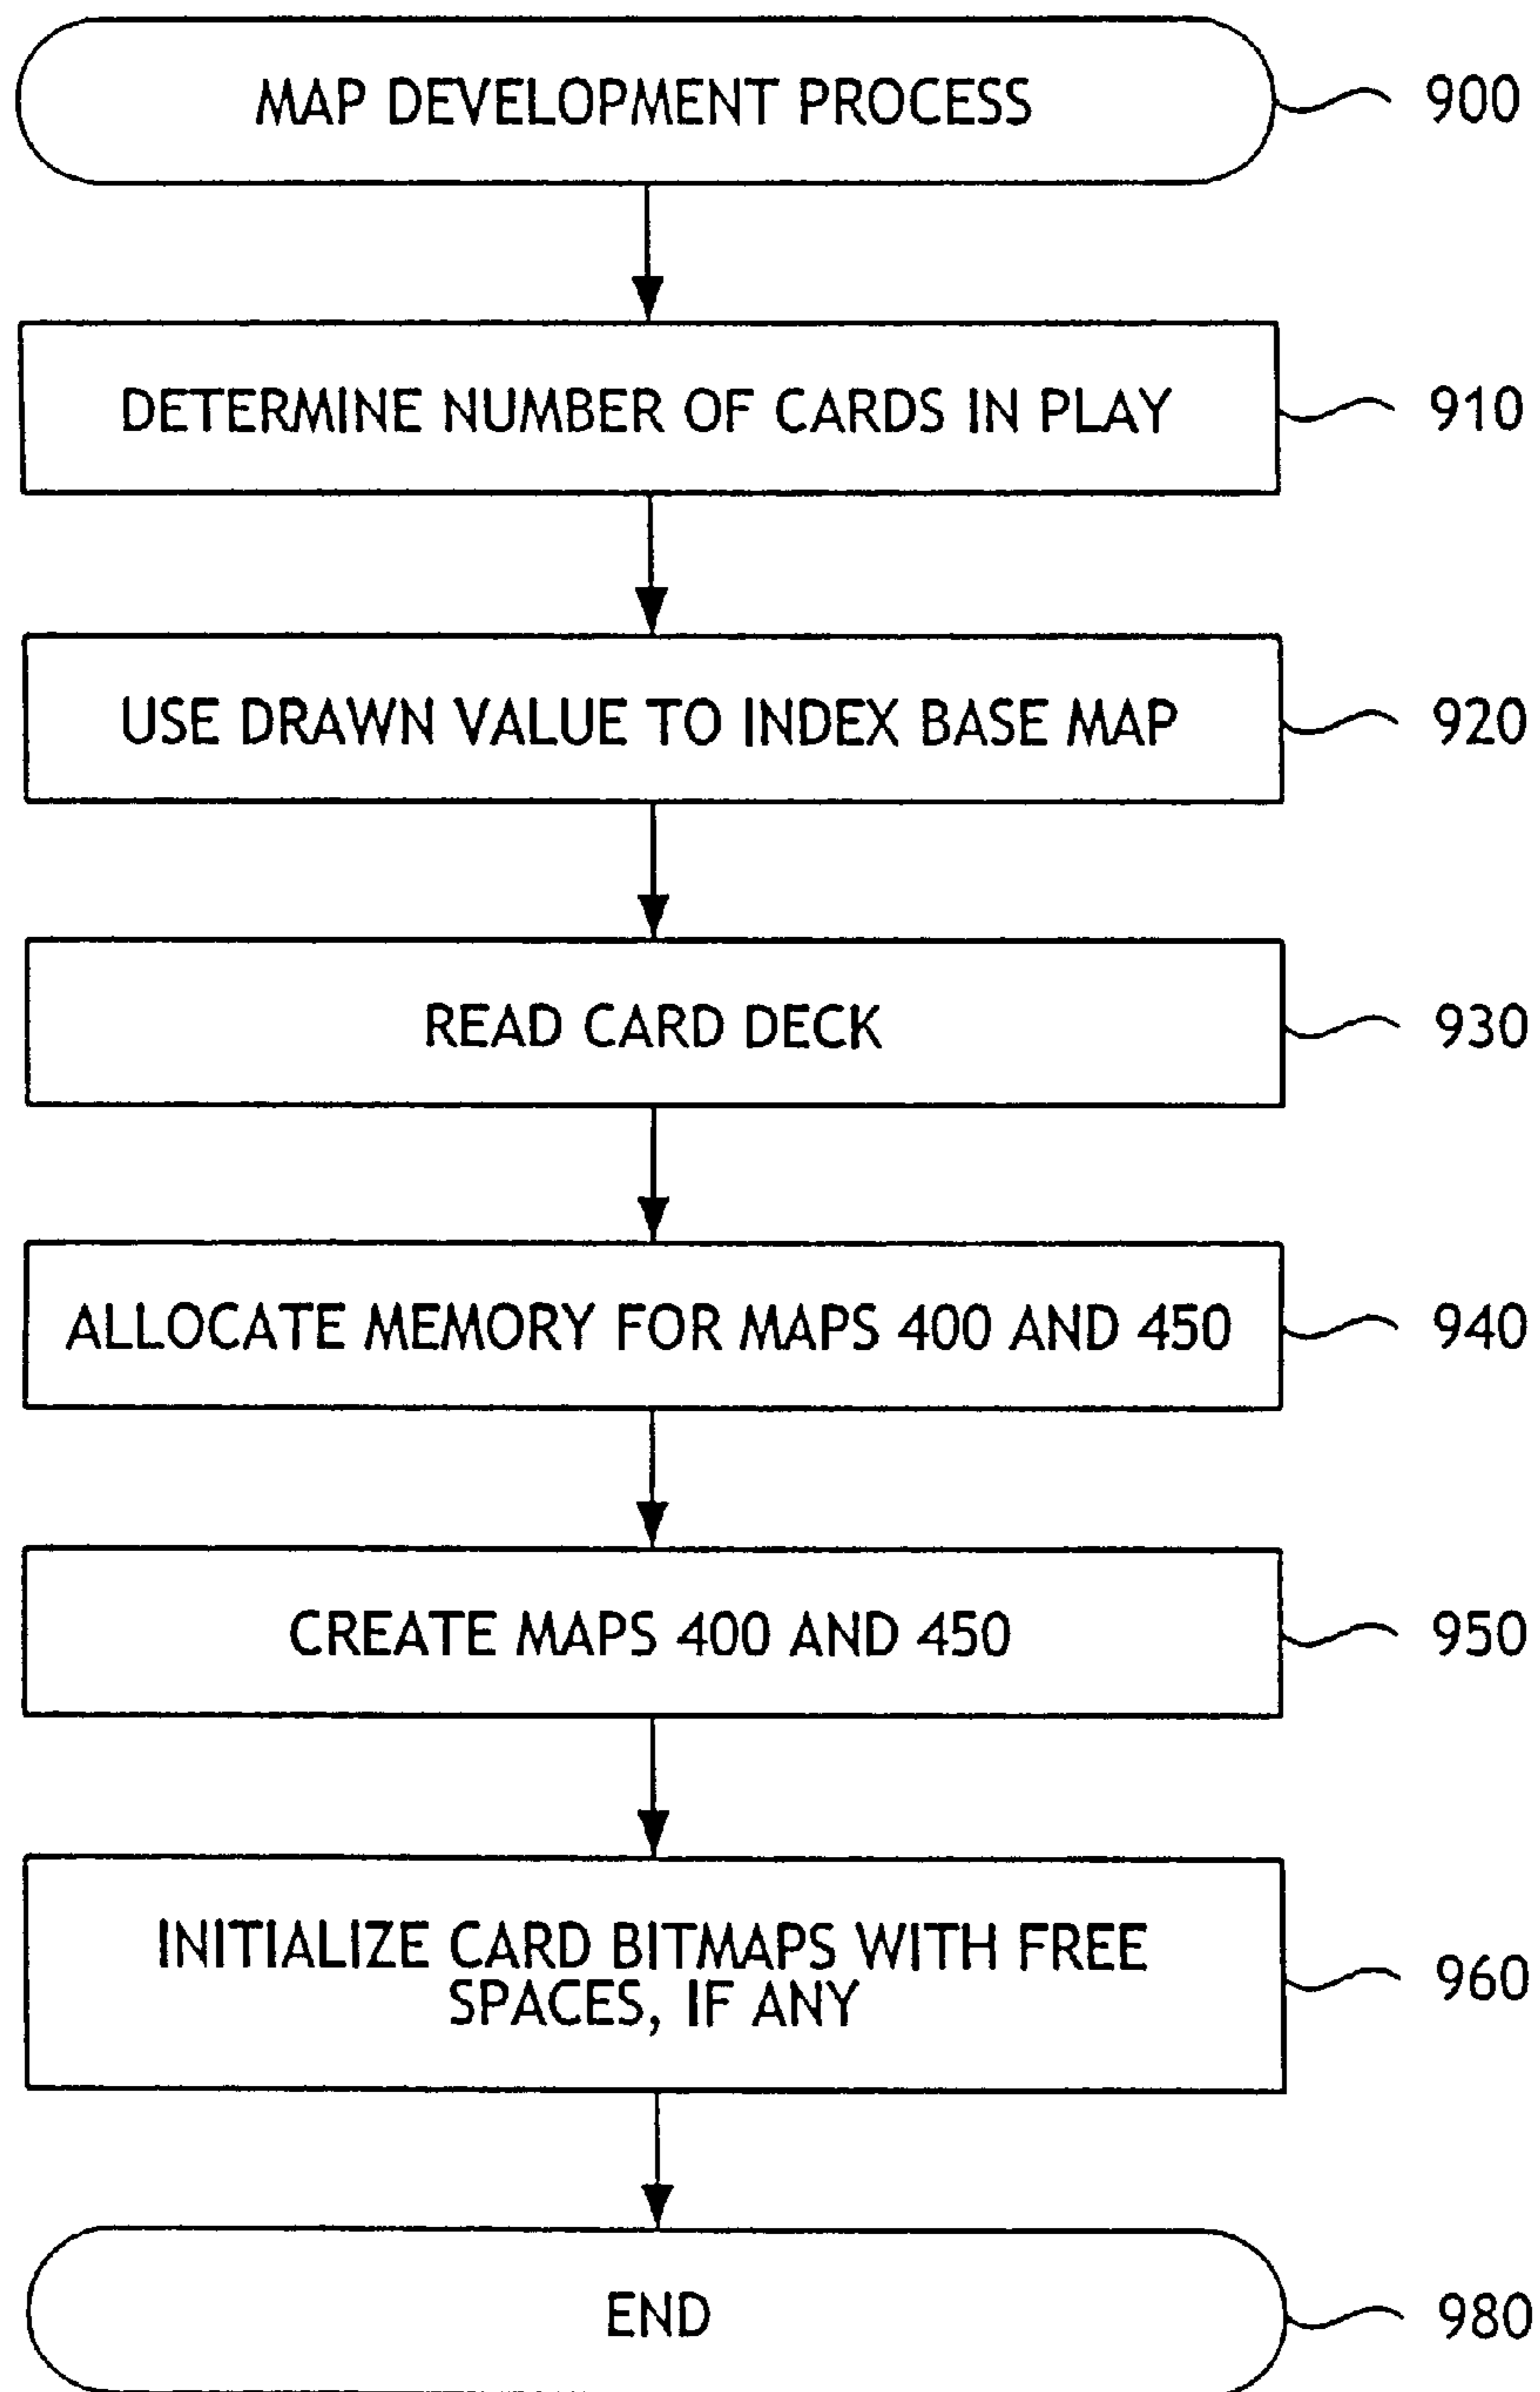 MAP DEVELOPMENT PROCESS
900
DETERMINE NUMBER OF CARDS IN PLAY
910
USE DRAWN VALUE TO INDEX BASE MAP
920
READ CARD DECK
930
ALLOCATE MEMORY FOR MAPS 400 AND 450
940
CREATE MAPS 400 AND 450
950
INITIALIZE CARD BITMAPS WITH FREE
SPACES, IF ANY
960
END
980